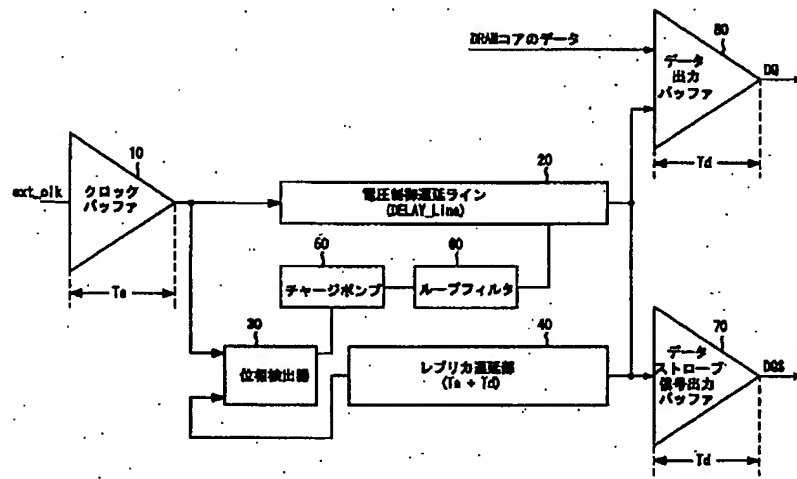 DRAMコアのデータ
80
データ
出力
バッファ
DQ
Td
10
ext_clk
クロック
バッファ
Ta
20
電圧制御遅延ライン
(DELAY_Line)
50
チャージポンプ
60
ループフィルタ
30
位相検出器
40
レプリカ遅延部
(Ta + Td)
70
データ
ストローブ
信号出力
バッファ
DQS
Td